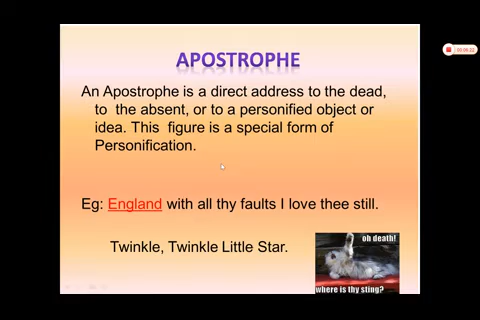 00:05:22
APOSTROPHE
An Apostrophe is a direct address to the dead,
to the absent, or to a personified object or
idea. This figure is a special form of
Personification.
Eg: England with all thy faults I love thee still.
Twinkle, Twinkle Little Star.
oh death!
where is thy sting?